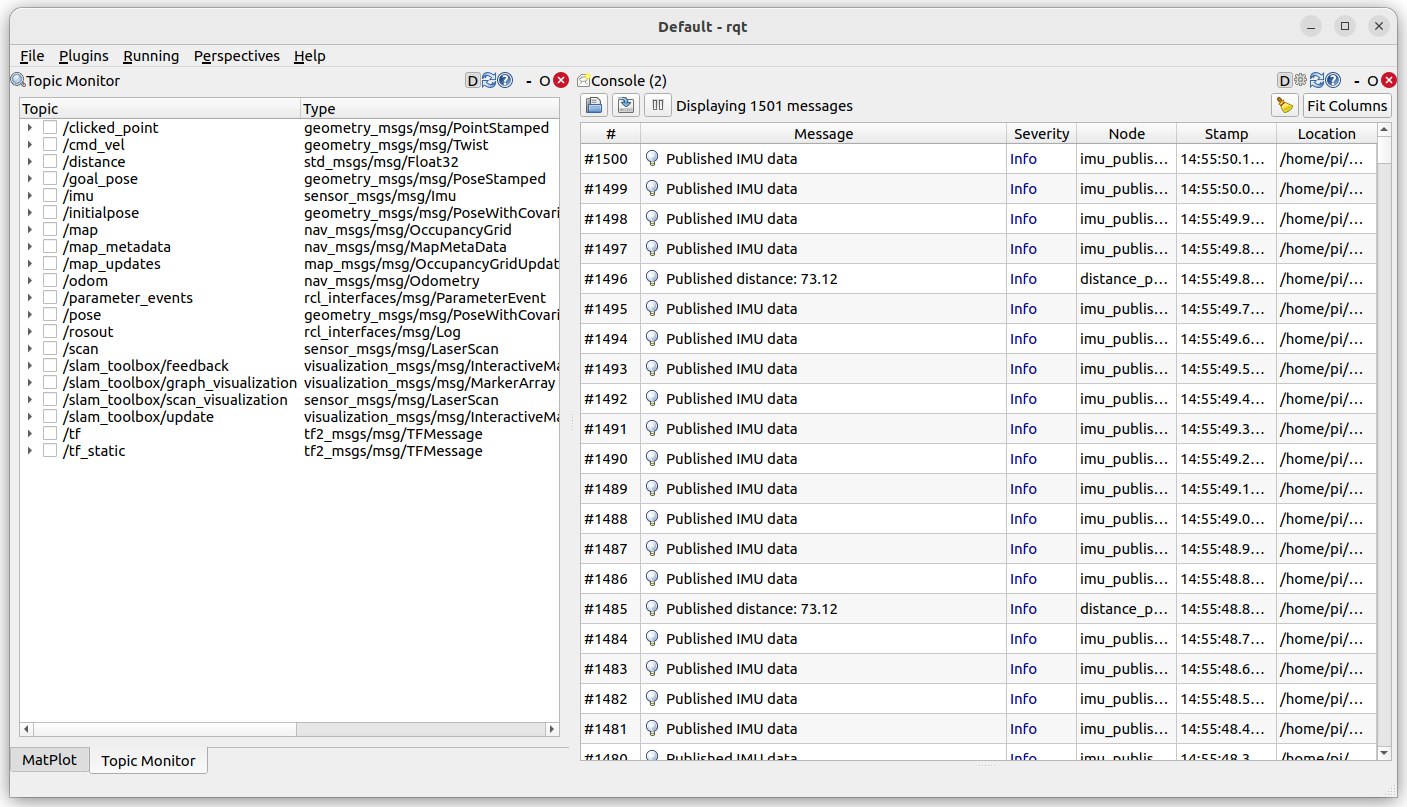 Default - rqt
File Plugins Running Perspectives Help
Topic Monitor D ? - O
Topic Type
/clicked_point geometry_msgs/msg/PointStamped
/cmd_vel geometry_msgs/msg/Twist
/distance std_msgs/msg/Float32
/goal_pose geometry_msgs/msg/PoseStamped
/imu sensor_msgs/msg/Imu
/initialpose geometry_msgs/msg/PoseWithCovari
/map nav_msgs/msg/OccupancyGrid
/map_metadata nav_msgs/msg/MapMetaData
/map_updates map_msgs/msg/OccupancyGridUpdat
/odom nav_msgs/msg/Odometry
/parameter_events rcl_interfaces/msg/ParameterEvent
/pose geometry_msgs/msg/PoseWithCovari
/rosout rcl_interfaces/msg/Log
/scan sensor_msgs/msg/LaserScan
/slam_toolbox/feedback visualization_msgs/msg/InteractiveMa
/slam_toolbox/graph_visualization visualization_msgs/msg/MarkerArray
/slam_toolbox/scan_visualization sensor_msgs/msg/LaserScan
/slam_toolbox/update visualization_msgs/msg/InteractiveMa
/tf tf2_msgs/msg/TFMessage
/tf_static tf2_msgs/msg/TFMessage
MatPlot Topic Monitor
Console (2) D ? - O
Displaying 1501 messages Fit Columns
# Message Severity Node Stamp Location
#1500 Published IMU data Info imu_publis... 14:55:50.1... /home/pi/...
#1499 Published IMU data Info imu_publis... 14:55:50.0... /home/pi/...
#1498 Published IMU data Info imu_publis... 14:55:49.9... /home/pi/...
#1497 Published IMU data Info imu_publis... 14:55:49.8... /home/pi/...
#1496 Published distance: 73.12 Info distance_p... 14:55:49.8... /home/pi/...
#1495 Published IMU data Info imu_publis... 14:55:49.7... /home/pi/...
#1494 Published IMU data Info imu_publis... 14:55:49.6... /home/pi/...
#1493 Published IMU data Info imu_publis... 14:55:49.5... /home/pi/...
#1492 Published IMU data Info imu_publis... 14:55:49.4... /home/pi/...
#1491 Published IMU data Info imu_publis... 14:55:49.3... /home/pi/...
#1490 Published IMU data Info imu_publis... 14:55:49.2... /home/pi/...
#1489 Published IMU data Info imu_publis... 14:55:49.1... /home/pi/...
#1488 Published IMU data Info imu_publis... 14:55:49.0... /home/pi/...
#1487 Published IMU data Info imu_publis... 14:55:48.9... /home/pi/...
#1486 Published IMU data Info imu_publis... 14:55:48.8... /home/pi/...
#1485 Published distance: 73.12 Info distance_p... 14:55:48.8... /home/pi/...
#1484 Published IMU data Info imu_publis... 14:55:48.7... /home/pi/...
#1483 Published IMU data Info imu_publis... 14:55:48.6... /home/pi/...
#1482 Published IMU data Info imu_publis... 14:55:48.5... /home/pi/...
#1481 Published IMU data Info imu_publis... 14:55:48.4... /home/pi/...
#1480 Published IMU data Info imu_publis... 14:55:48.3... /home/pi/...